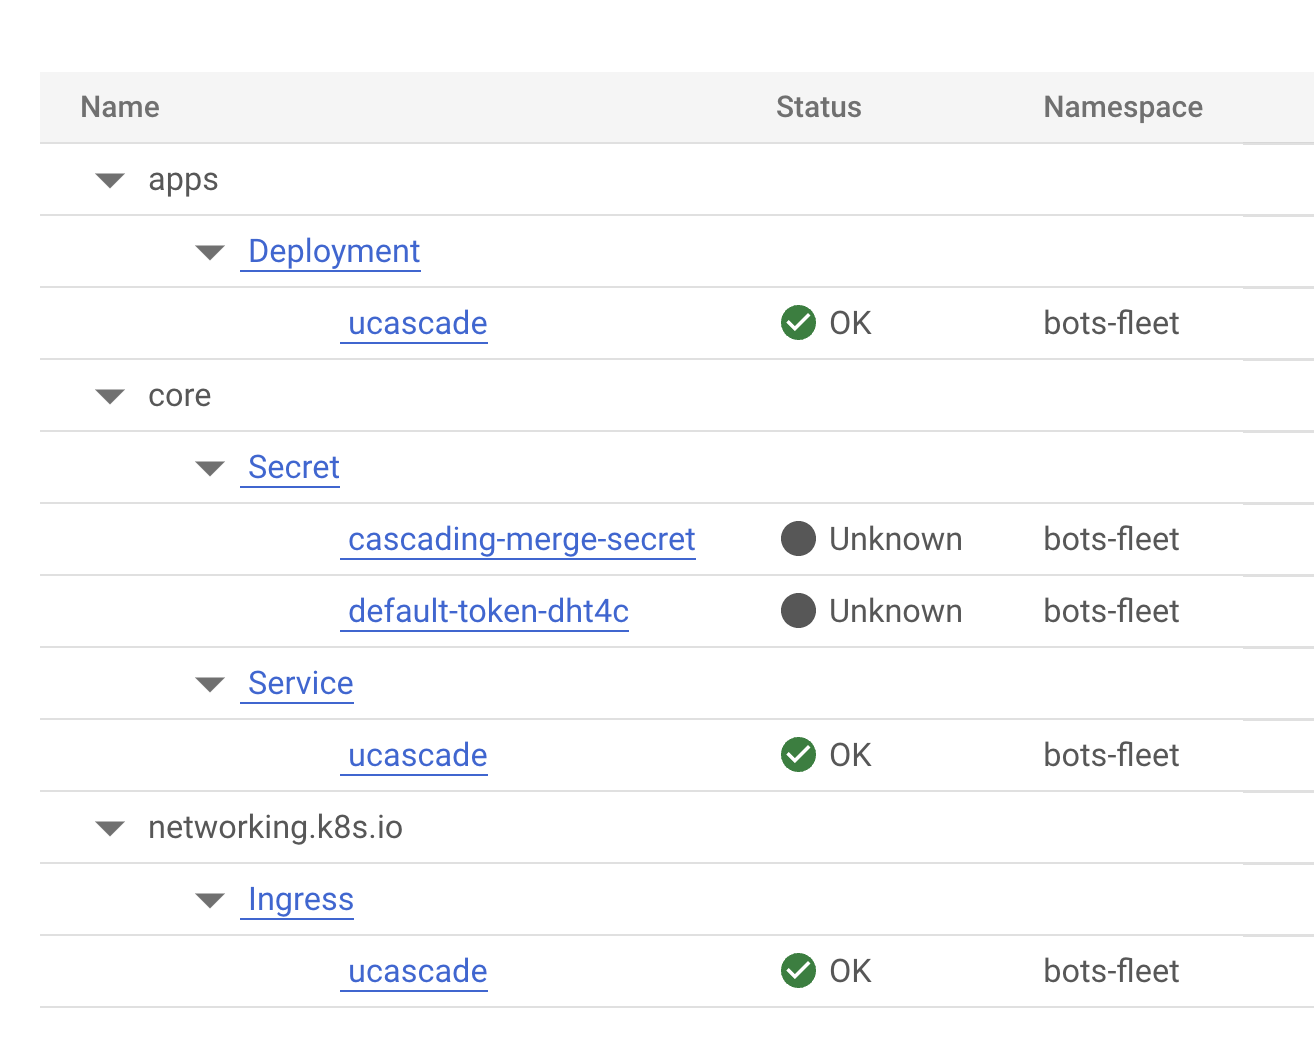 Name Status Namespace
apps
Deployment
ucascade OK bots-fleet
core
Secret
cascading-merge-secret Unknown bots-fleet
default-token-dht4c Unknown bots-fleet
Service
ucascade OK bots-fleet
networking.k8s.io
Ingress
ucascade OK bots-fleet